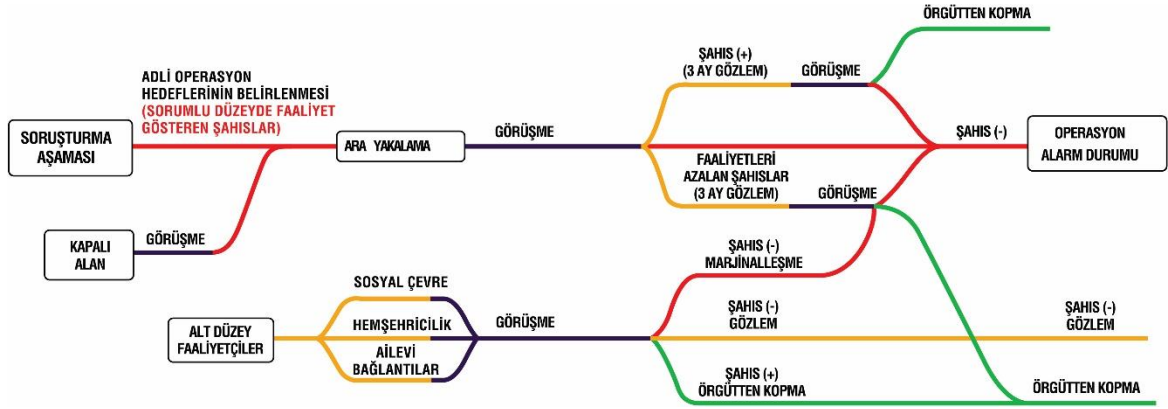 ÖRGÜTTEN KOPMA
ŞAHIS (+)
(3 AY GÖZLEM)
GÖRÜŞME
ADLİ OPERASYON
HEDEFLERİNİN BELİRLENMESİ
(SORUMLU DÜZEYDE FAALİYET
GÖSTEREN ŞAHISLAR)
SORUŞTURMA
AŞAMASI
ARA YAKALAMA
GÖRÜŞME
ŞAHIS (-)
OPERASYON
ALARM DURUMU
FAALİYETLERİ
AZALAN ŞAHISLAR
(3 AY GÖZLEM)
GÖRÜŞME
KAPALI
ALAN
GÖRÜŞME
ŞAHIS (-)
MARJİNALLEŞME
SOSYAL ÇEVRE
ALT DÜZEY
FAALİYETÇİLER
HEMŞEHRİCİLİK
AİLEVİ
BAĞLANTILAR
GÖRÜŞME
ŞAHIS (-)
GÖZLEM
ŞAHIS (-)
GÖZLEM
ŞAHIS (+)
ÖRGÜTTEN KOPMA
ÖRGÜTTEN KOPMA